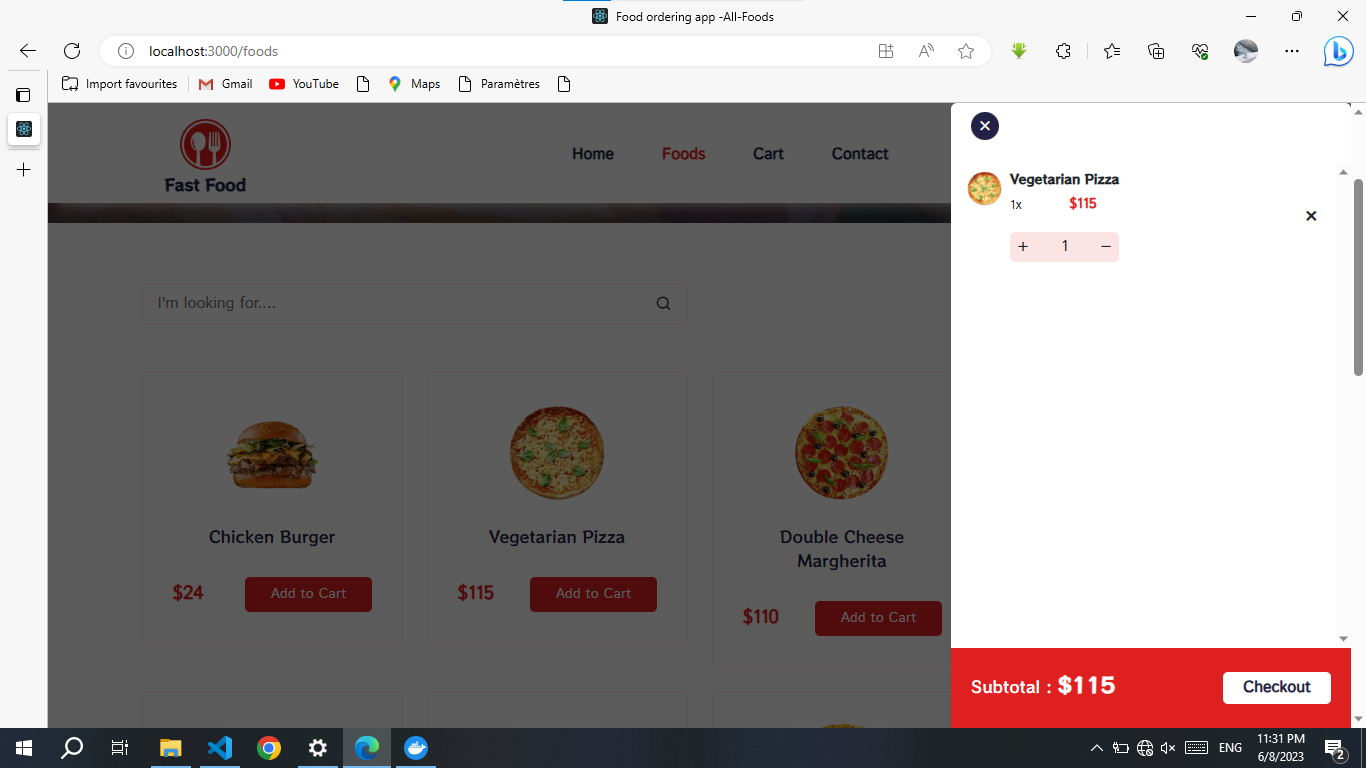 Food ordering app -All-Foods
localhost:3000/foods
Import favourites
Gmail
YouTube
Maps
Paramètres
Fast Food
Home
Foods
Cart
Contact
I'm looking for....
Chicken Burger
$24
Add to Cart
Vegetarian Pizza
$115
Add to Cart
Double Cheese
Margherita
$110
Add to Cart
Vegetarian Pizza
1x
$115
+ 1 −
Subtotal : $115
Checkout
ENG
11:31 PM
6/8/2023
2